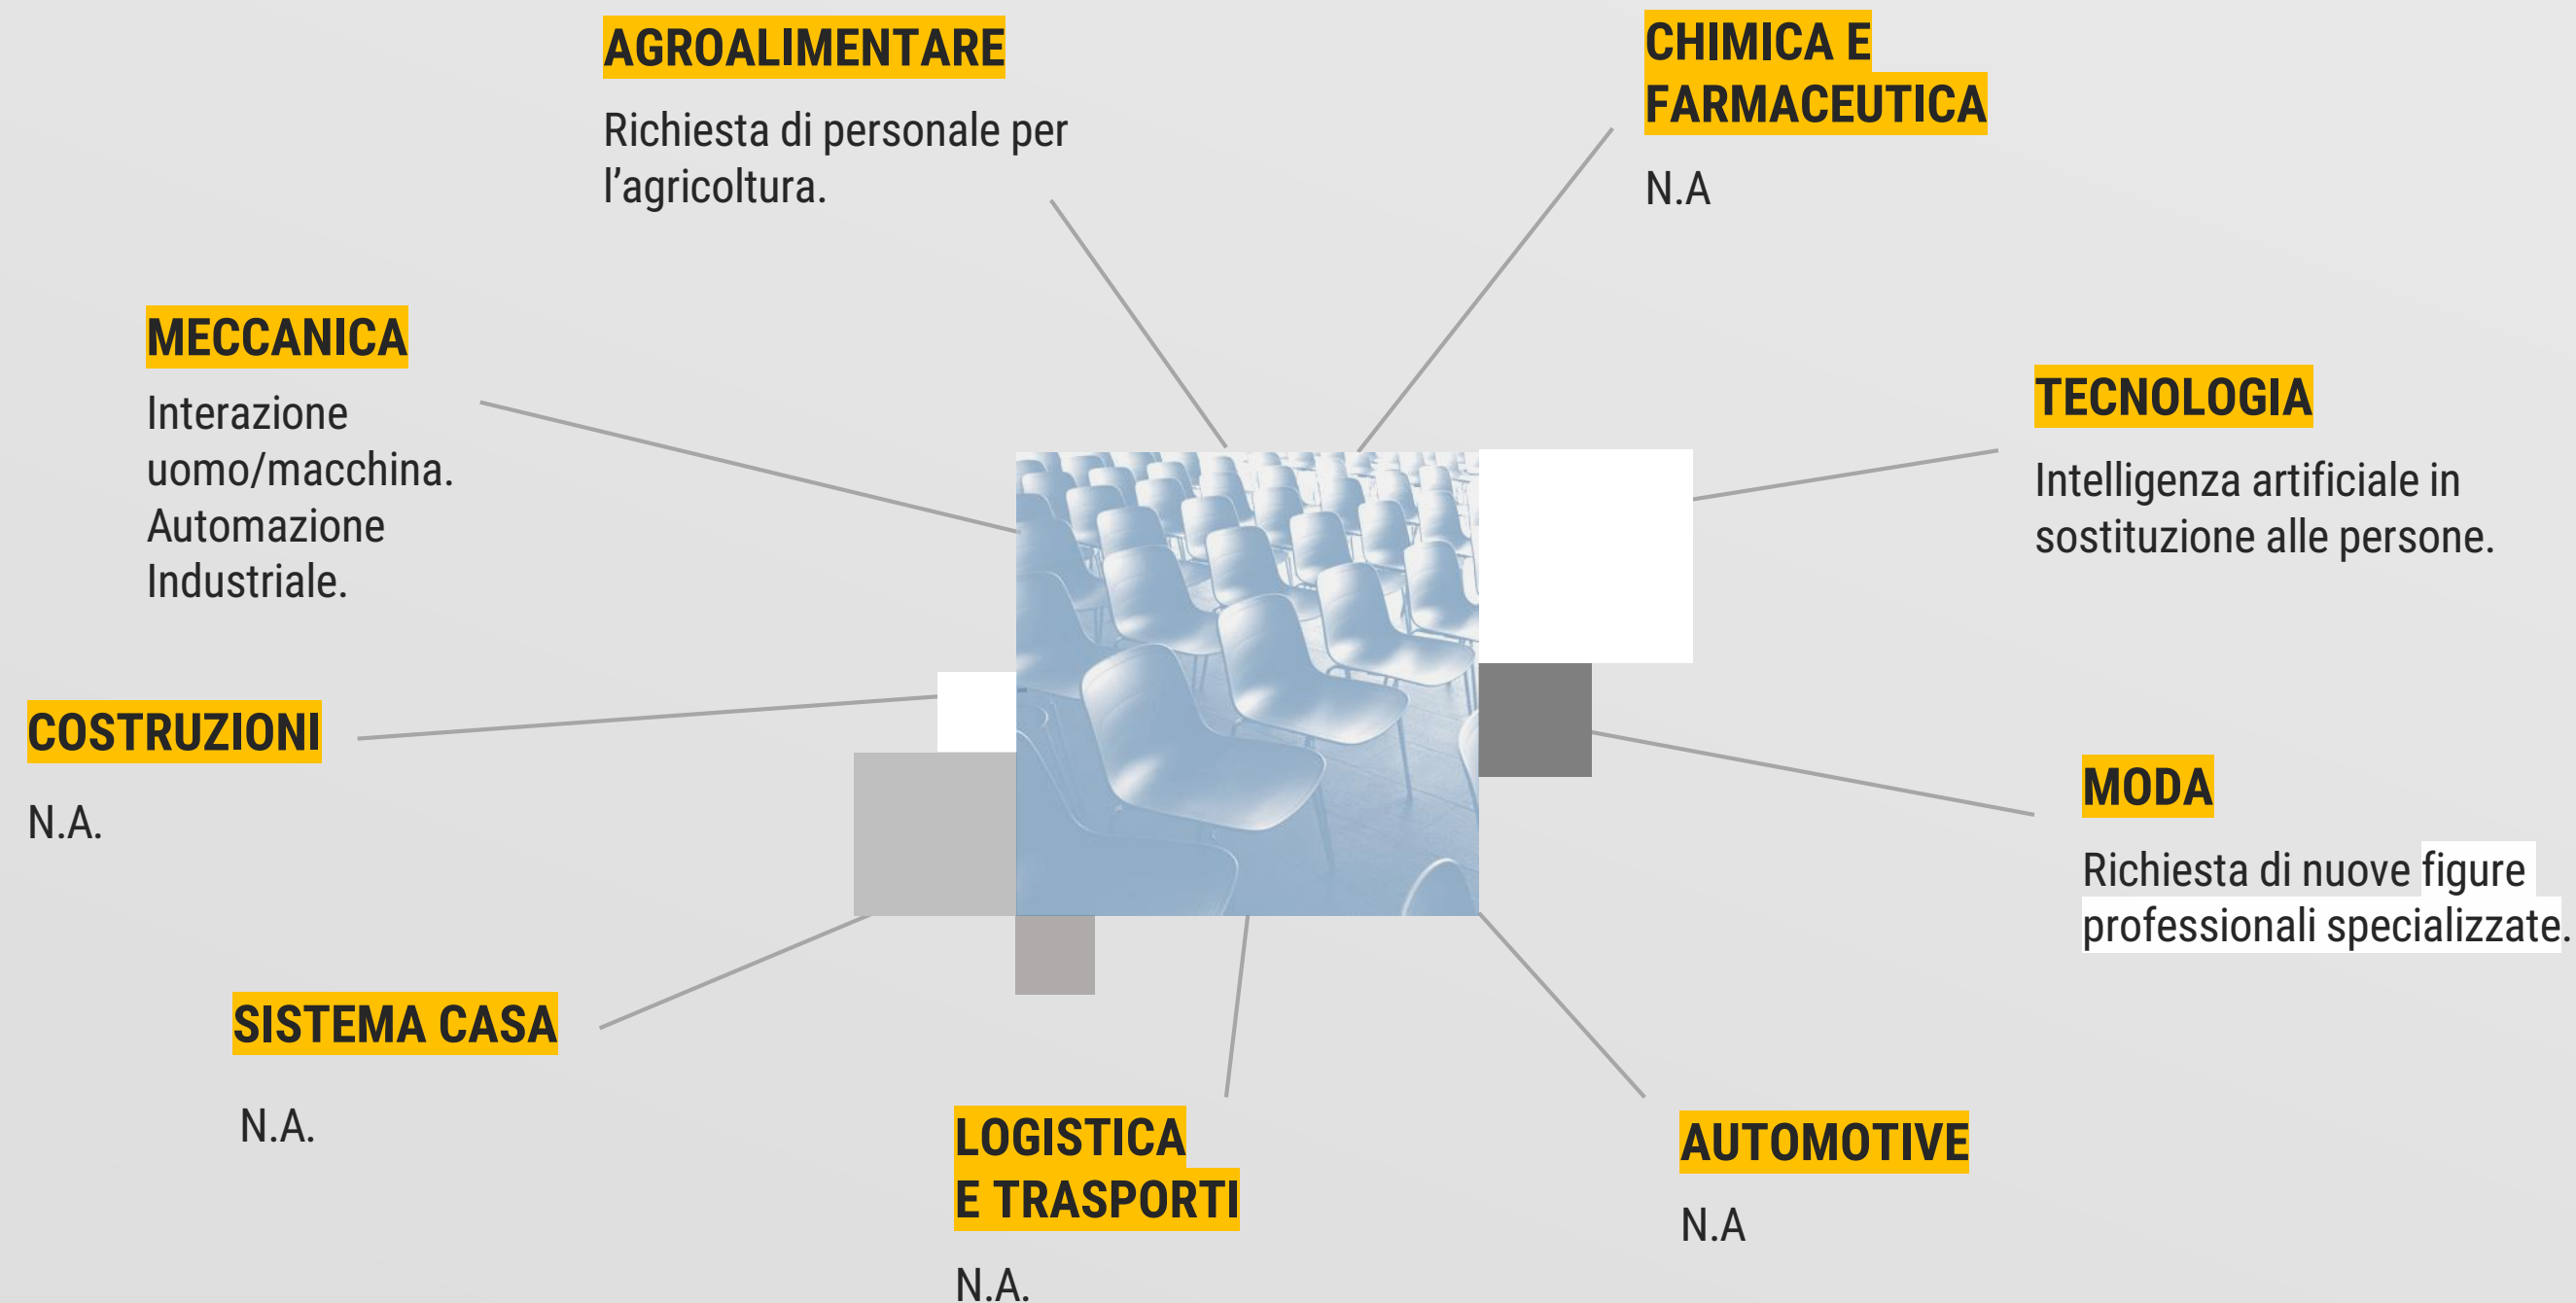 AGROALIMENTARE
Richiesta di personale per
l’agricoltura.
CHIMICA E
FARMACEUTICA
N.A
MECCANICA
Interazione
uomo/macchina.
Automazione
Industriale.
TECNOLOGIA
Intelligenza artificiale in
sostituzione alle persone.
COSTRUZIONI
N.A.
MODA
Richiesta di nuove figure
professionali specializzate.
SISTEMA CASA
N.A.
LOGISTICA
E TRASPORTI
N.A.
AUTOMOTIVE
N.A